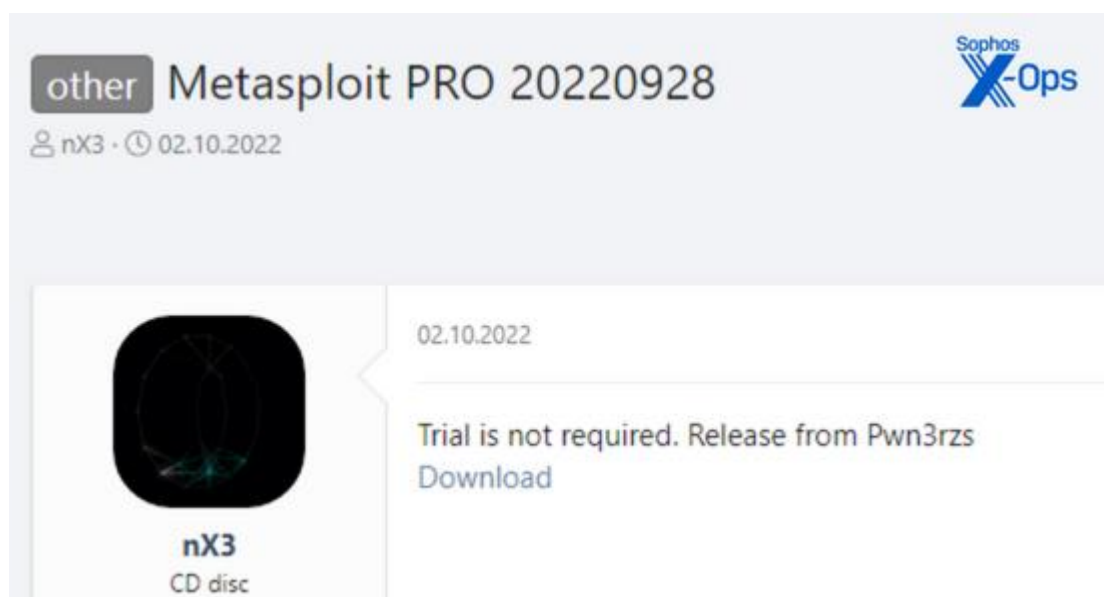 other Metasploit PRO 20220928
Sophos
X-Ops
nX3 · 02.10.2022
02.10.2022
Trial is not required. Release from Pwn3rzs
Download
nX3
CD disc